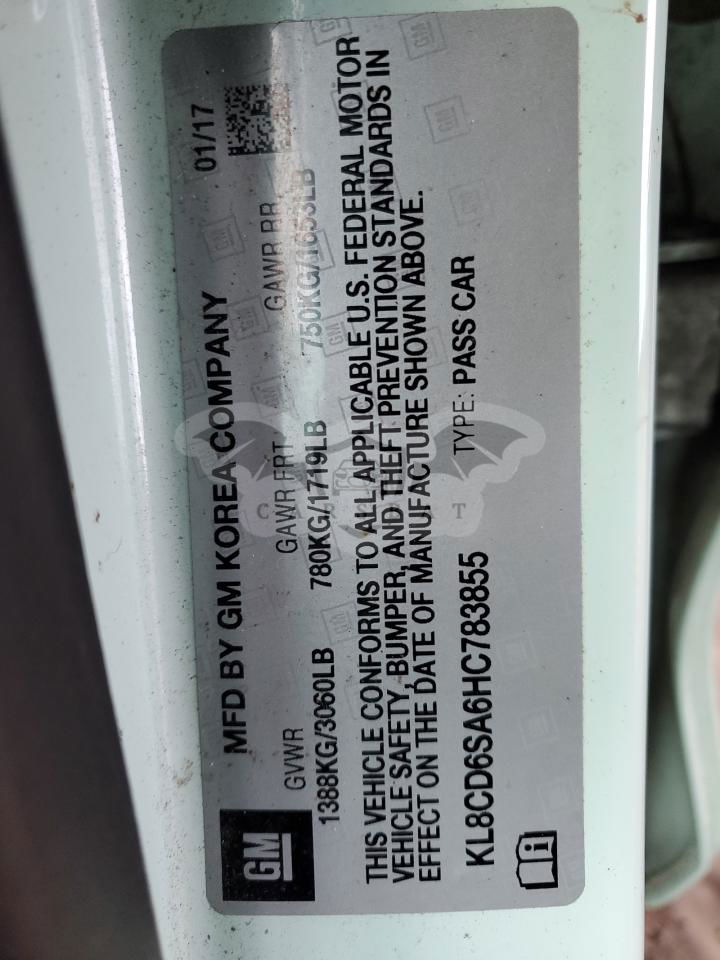 MFD BY GM KOREA COMPANY 01/17
GM
GVWR GAWR FRT GAWR RR
1388KG/3060LB 780KG/1719LB 750KG/1653LB
THIS VEHICLE CONFORMS TO ALL APPLICABLE U.S. FEDERAL MOTOR
VEHICLE SAFETY, BUMPER, AND THEFT PREVENTION STANDARDS IN
EFFECT ON THE DATE OF MANUFACTURE SHOWN ABOVE.
KL8CD6SA6HC783855 TYPE: PASS CAR